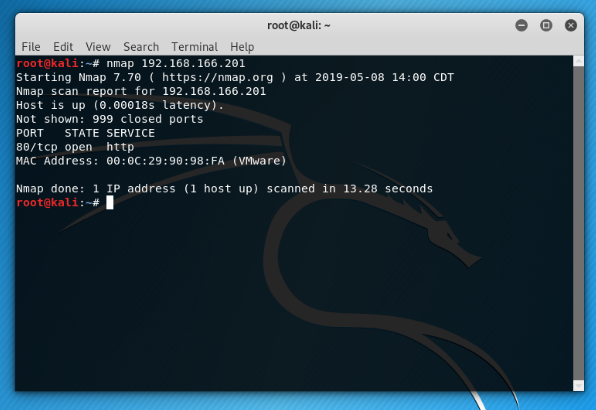 root@kali: ~
File Edit View Search Terminal Help
root@kali:~# nmap 192.168.166.201
Starting Nmap 7.70 ( https://nmap.org ) at 2019-05-08 14:00 CDT
Nmap scan report for 192.168.166.201
Host is up (0.00018s latency).
Not shown: 999 closed ports
PORT   STATE SERVICE
80/tcp open  http
MAC Address: 00:0C:29:90:98:FA (VMware)
Nmap done: 1 IP address (1 host up) scanned in 13.28 seconds
root@kali:~#